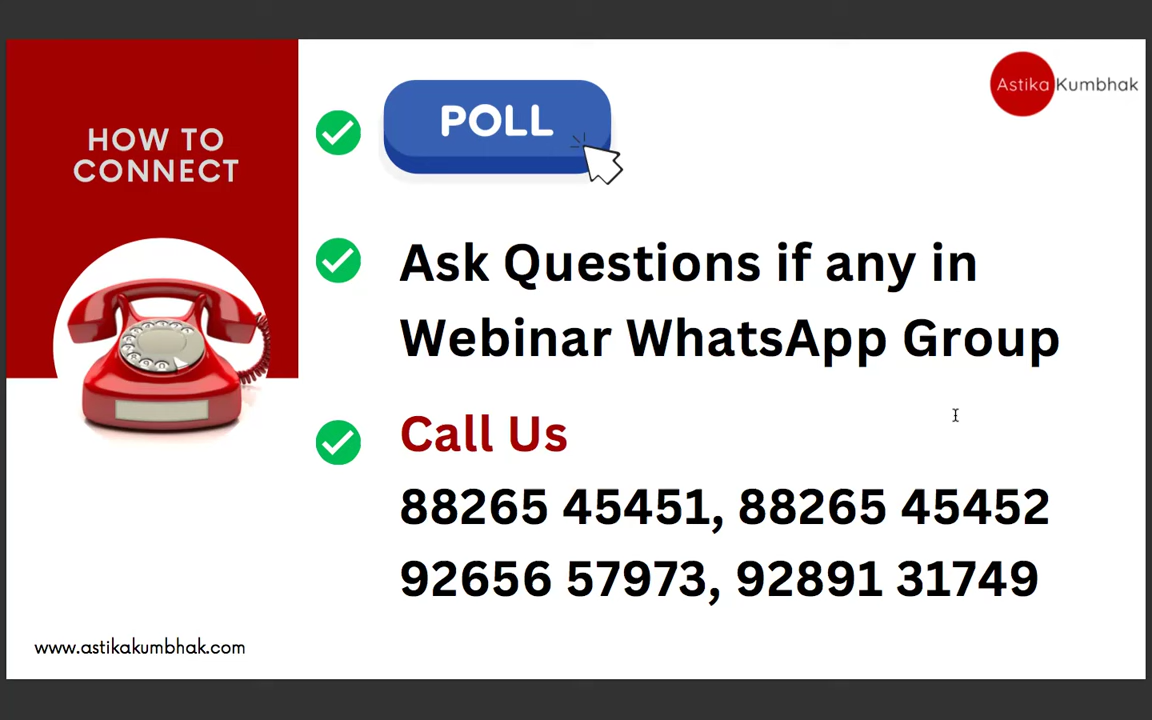 HOW TO
CONNECT
POLL
Astika Kumbhak
Ask Questions if any in
Webinar WhatsApp Group
Call Us
88265 45451, 88265 45452
92656 57973, 92891 31749
www.astikakumbhak.com